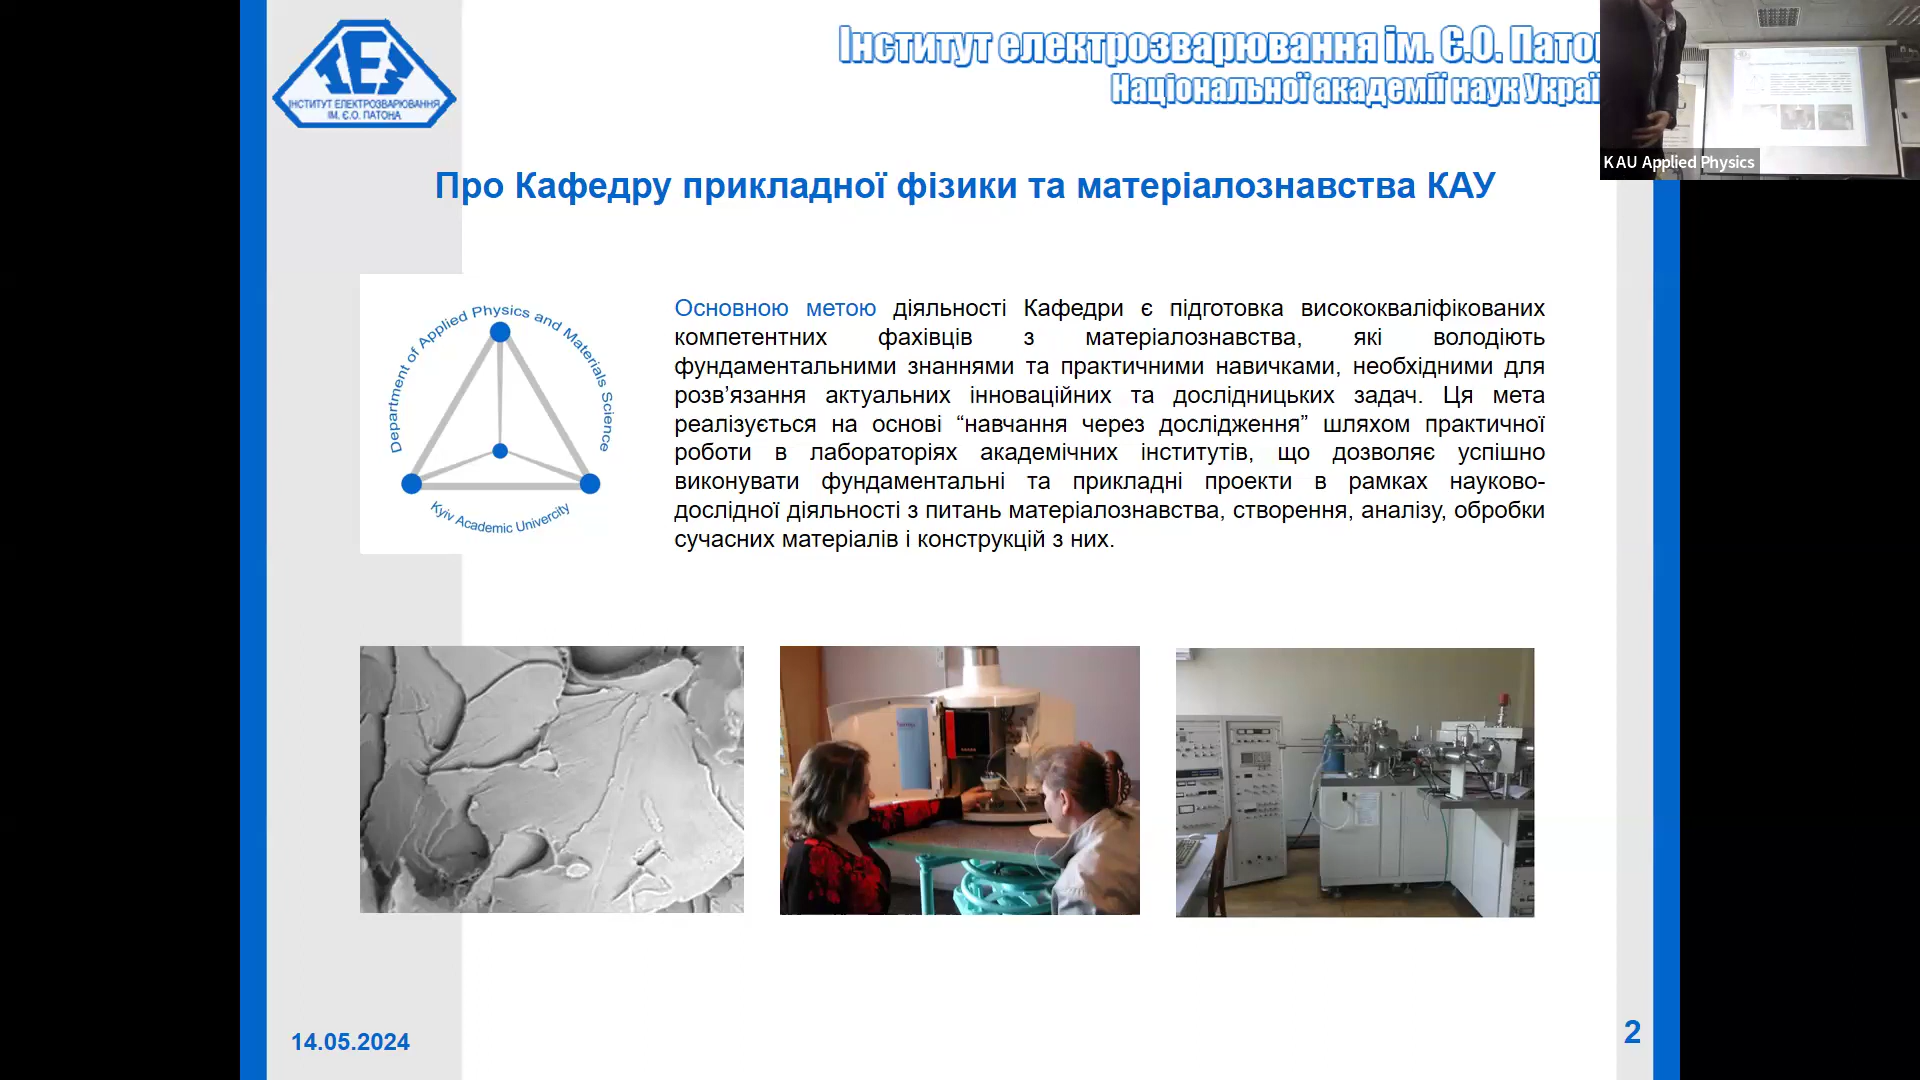 ІНСТИТУТ ЕЛЕКТРОЗВАРЮВАННЯ
ІМ. Є.О. ПАТОНА
Інститут електрозварювання ім. Є.О. Пато
Національної академії наук Украї
KAU Applied Physics
Про Кафедру прикладної фізики та матеріалознавства КАУ
Department of Applied Physics and Materials Science
Kyiv Academic Univercity
Основною метою діяльності Кафедри є підготовка висококваліфікованих
компетентних фахівців з матеріалознавства, які володіють
фундаментальними знаннями та практичними навичками, необхідними для
розв’язання актуальних інноваційних та дослідницьких задач. Ця мета
реалізується на основі “навчання через дослідження” шляхом практичної
роботи в лабораторіях академічних інститутів, що дозволяє успішно
виконувати фундаментальні та прикладні проекти в рамках науково-
дослідної діяльності з питань матеріалознавства, створення, аналізу, обробки
сучасних матеріалів і конструкцій з них.
14.05.2024
2